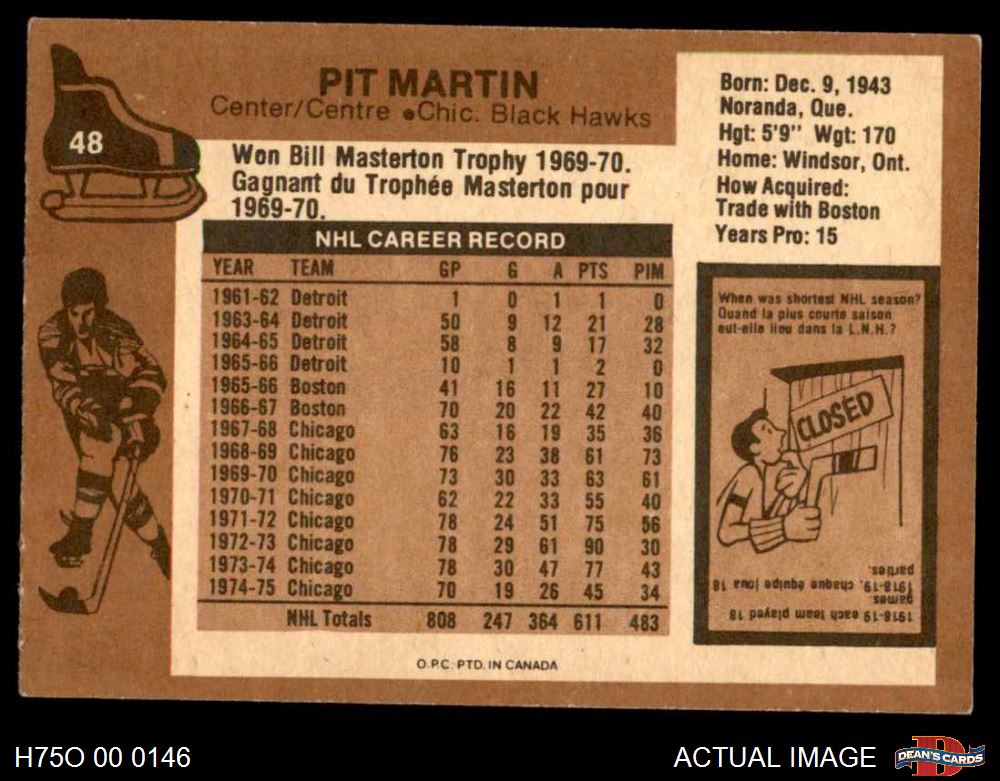 48
PIT MARTIN
Center/Centre • Chic. Black Hawks
Won Bill Masterton Trophy 1969-70.
Gagnant du Trophée Masterton pour
1969-70.
Born: Dec. 9, 1943
Noranda, Que.
Hgt: 5'9" Wgt: 170
Home: Windsor, Ont.
How Acquired:
Trade with Boston
Years Pro: 15
NHL CAREER RECORD
YEAR TEAM GP G A PTS PIM
1961-62 Detroit 1 0 1 1 0
1963-64 Detroit 50 9 12 21 28
1964-65 Detroit 58 8 9 17 32
1965-66 Detroit 10 1 1 2 0
1965-66 Boston 41 16 11 27 10
1966-67 Boston 70 20 22 42 40
1967-68 Chicago 63 16 19 35 36
1968-69 Chicago 76 23 38 61 73
1969-70 Chicago 73 30 33 63 61
1970-71 Chicago 62 22 33 55 40
1971-72 Chicago 78 24 51 75 56
1972-73 Chicago 78 29 61 90 30
1973-74 Chicago 78 30 47 77 43
1974-75 Chicago 70 19 26 45 34
NHL Totals 808 247 364 611 483
When was shortest NHL season?
Quand la plus courte saison
eut-elle lieu dans la L.N.H.?
CLOSED
1918-19 each team played 18
games.
1918-19. chaque équipe joua 18
parties.
O.P.C. PTD. IN CANADA
H75O 00 0146
ACTUAL IMAGE
D
DEAN'S CARDS